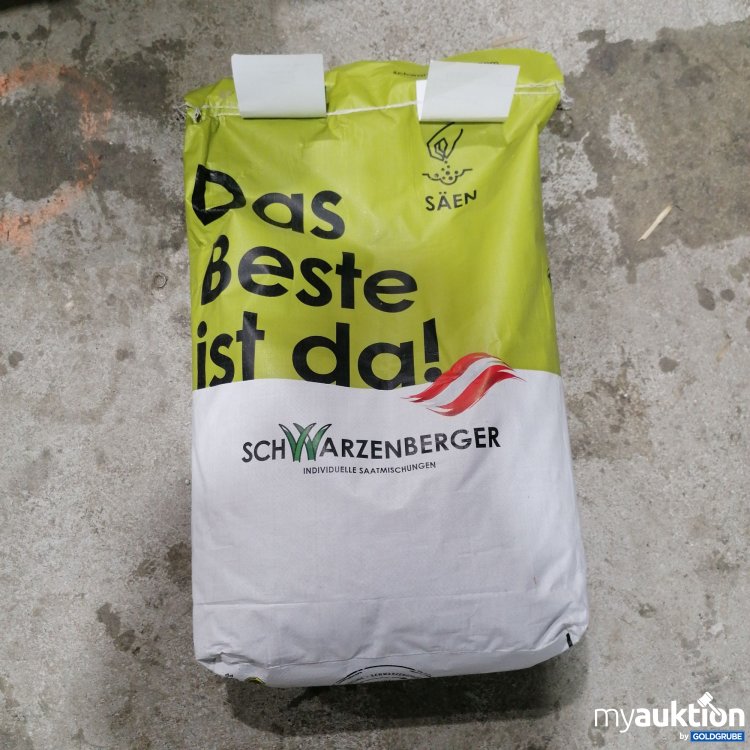 SÄEN
Das
Beste
ist da!
SCHWARZENBERGER
INDIVIDUELLE SAATMISCHUNGEN
myauktion
by GOLDGRUBE